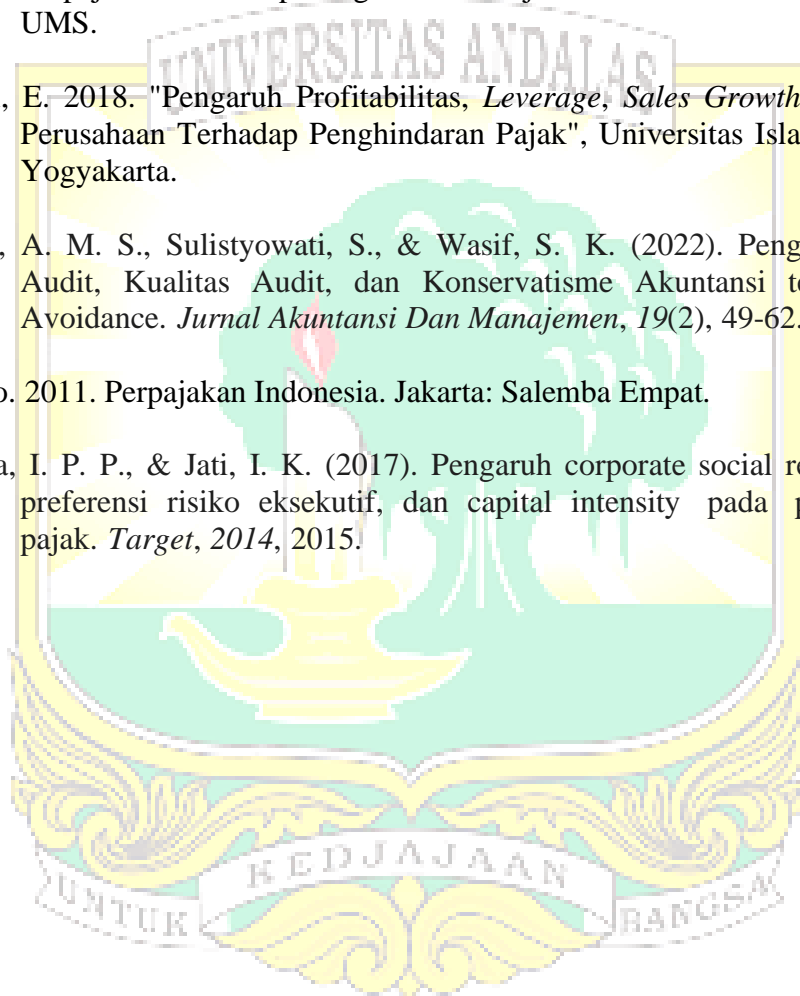 UMS.
UNIVERSITAS ANDALAS
, E. 2018. "Pengaruh Profitabilitas, Leverage, Sales Growth
Perusahaan Terhadap Penghindaran Pajak", Universitas Isla
Yogyakarta.
, A. M. S., Sulistyowati, S., & Wasif, S. K. (2022). Peng
Audit, Kualitas Audit, dan Konservatisme Akuntansi te
Avoidance. Jurnal Akuntansi Dan Manajemen, 19(2), 49-62.
o. 2011. Perpajakan Indonesia. Jakarta: Salemba Empat.
a, I. P. P., & Jati, I. K. (2017). Pengaruh corporate social re
preferensi risiko eksekutif, dan capital intensity pada p
pajak. Target, 2014, 2015.
UNTUK KEDJAJAAN BANGSA